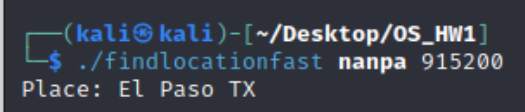 ┌──(kali㉿kali)-[~/Desktop/OS_HW1]
└─$ ./findlocationfast nanpa 915200
Place: El Paso TX